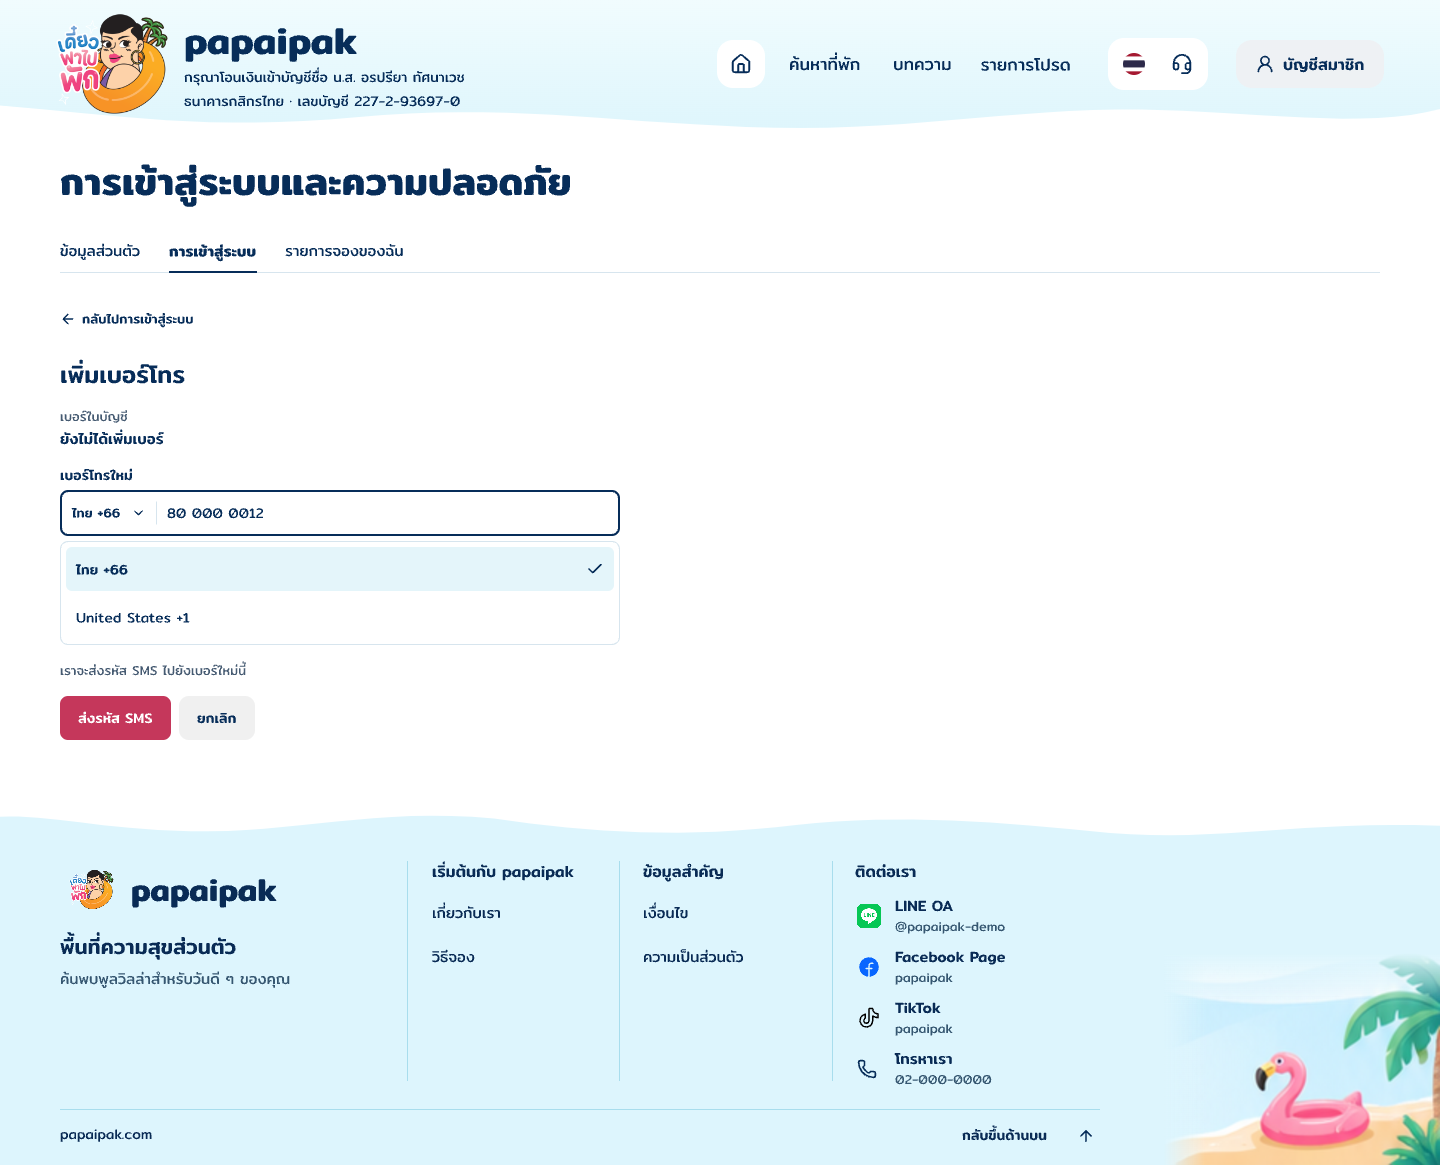 เดี๋ยว
พาไป
พัก
papaipak
กรุณาโอนเงินเข้าบัญชีชื่อ น.ส. อรปรียา ทัศนาเวช
ธนาคารกสิกรไทย · เลขบัญชี 227-2-93697-0
ค้นหาที่พัก
บทความ
รายการโปรด
บัญชีสมาชิก
การเข้าสู่ระบบและความปลอดภัย
ข้อมูลส่วนตัว
การเข้าสู่ระบบ
รายการจองของฉัน
กลับไปการเข้าสู่ระบบ
เพิ่มเบอร์โทร
เบอร์ในบัญชี
ยังไม่ได้เพิ่มเบอร์
เบอร์โทรใหม่
ไทย +66
80 000 0012
ไทย +66
United States +1
เราจะส่งรหัส SMS ไปยังเบอร์ใหม่นี้
ส่งรหัส SMS
ยกเลิก
เดี๋ยว
พาไป
พัก
papaipak
พื้นที่ความสุขส่วนตัว
ค้นพบพูลวิลล่าสำหรับวันดี ๆ ของคุณ
เริ่มต้นกับ papaipak
เกี่ยวกับเรา
วิธีจอง
ข้อมูลสำคัญ
เงื่อนไข
ความเป็นส่วนตัว
ติดต่อเรา
LINE
LINE OA
@papaipak-demo
Facebook Page
papaipak
TikTok
papaipak
โทรหาเรา
02-000-0000
papaipak.com
กลับขึ้นด้านบน